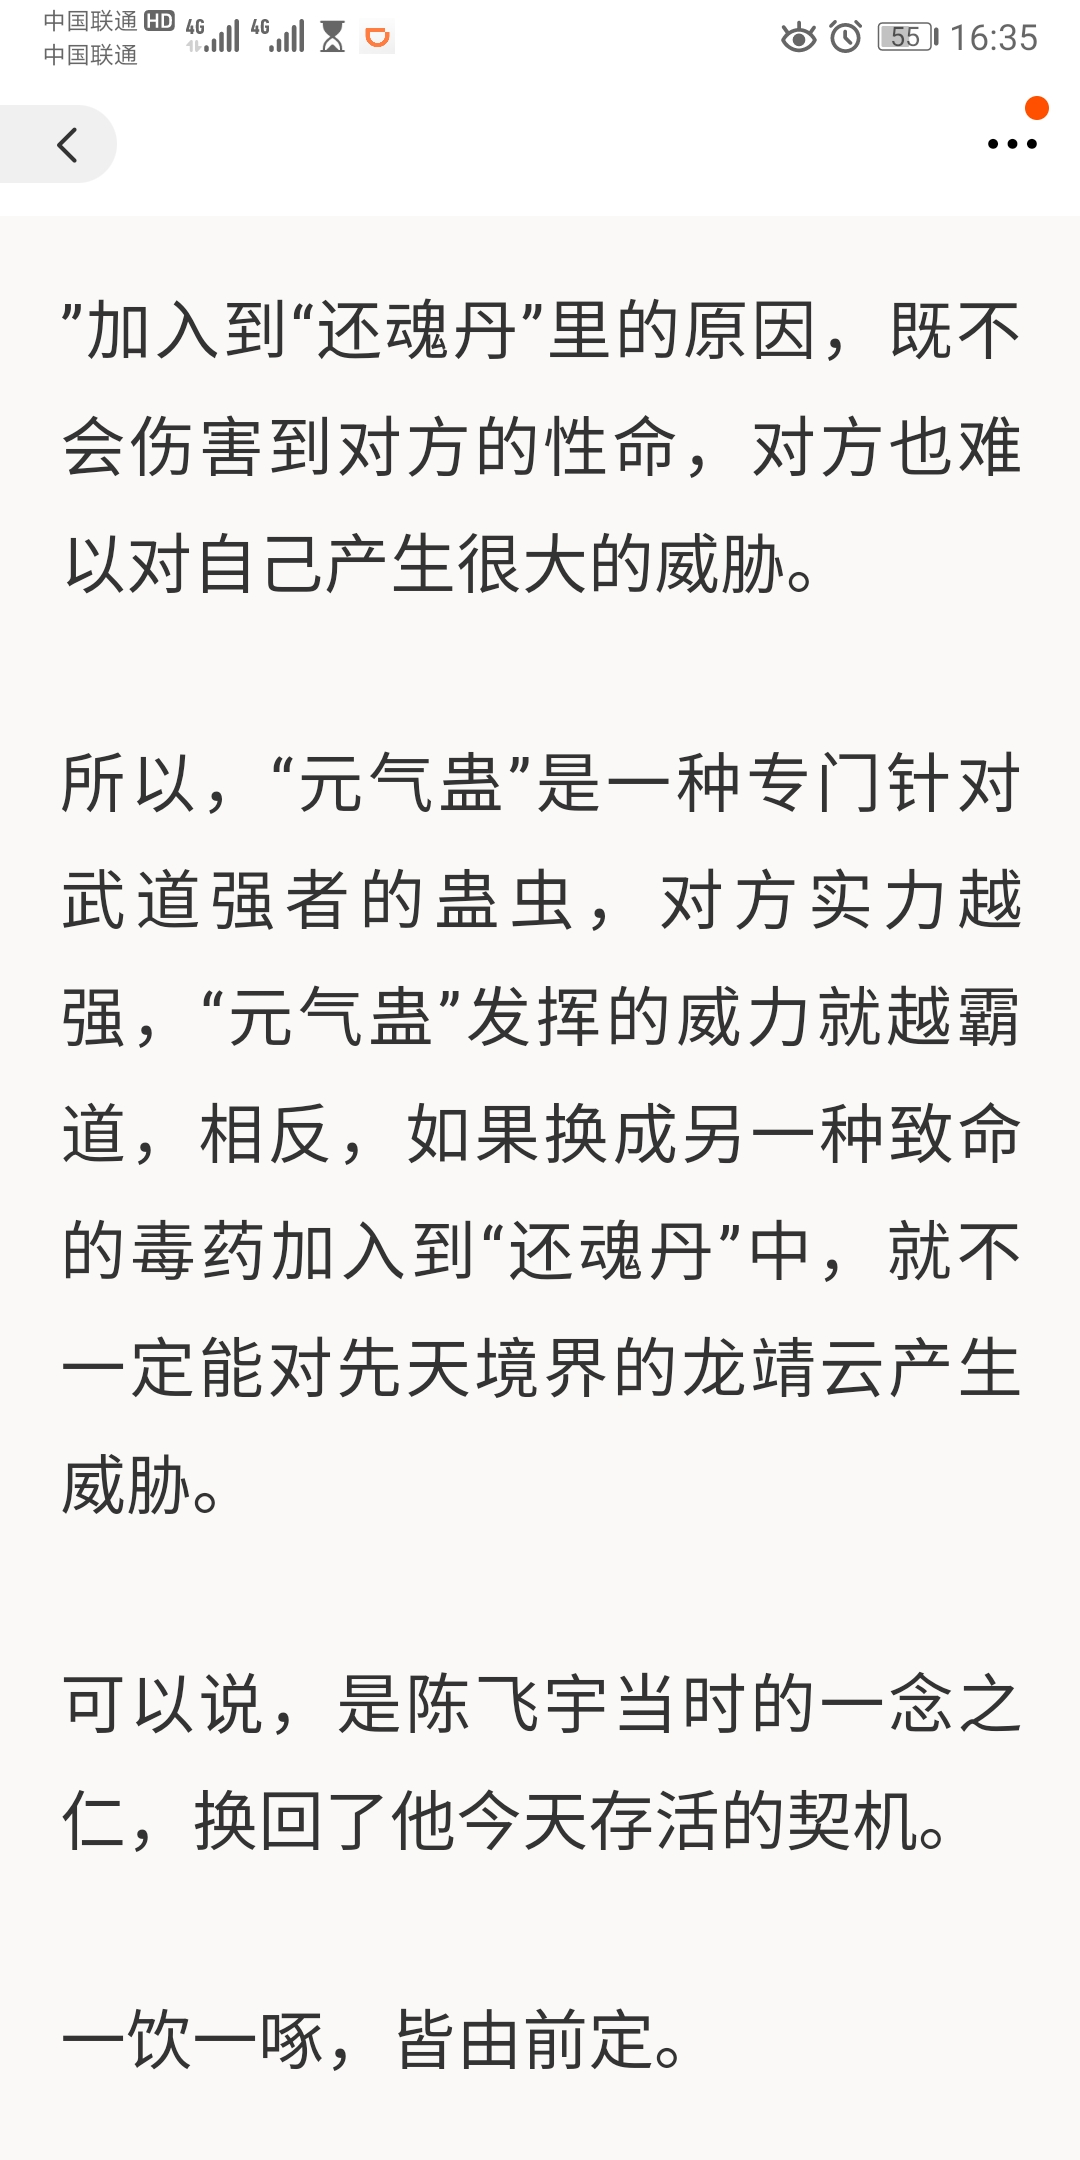 中国联通 HD 4G 4G 55 16:35
中国联通
”加入到“还魂丹”里的原因，既不
会伤害到对方的性命，对方也难
以对自己产生很大的威胁。
所以，“元气蛊”是一种专门针对
武道强者的蛊虫，对方实力越
强，“元气蛊”发挥的威力就越霸
道，相反，如果换成另一种致命
的毒药加入到“还魂丹”中，就不
一定能对先天境界的龙靖云产生
威胁。
可以说，是陈飞宇当时的一念之
仁，换回了他今天存活的契机。
一饮一啄，皆由前定。